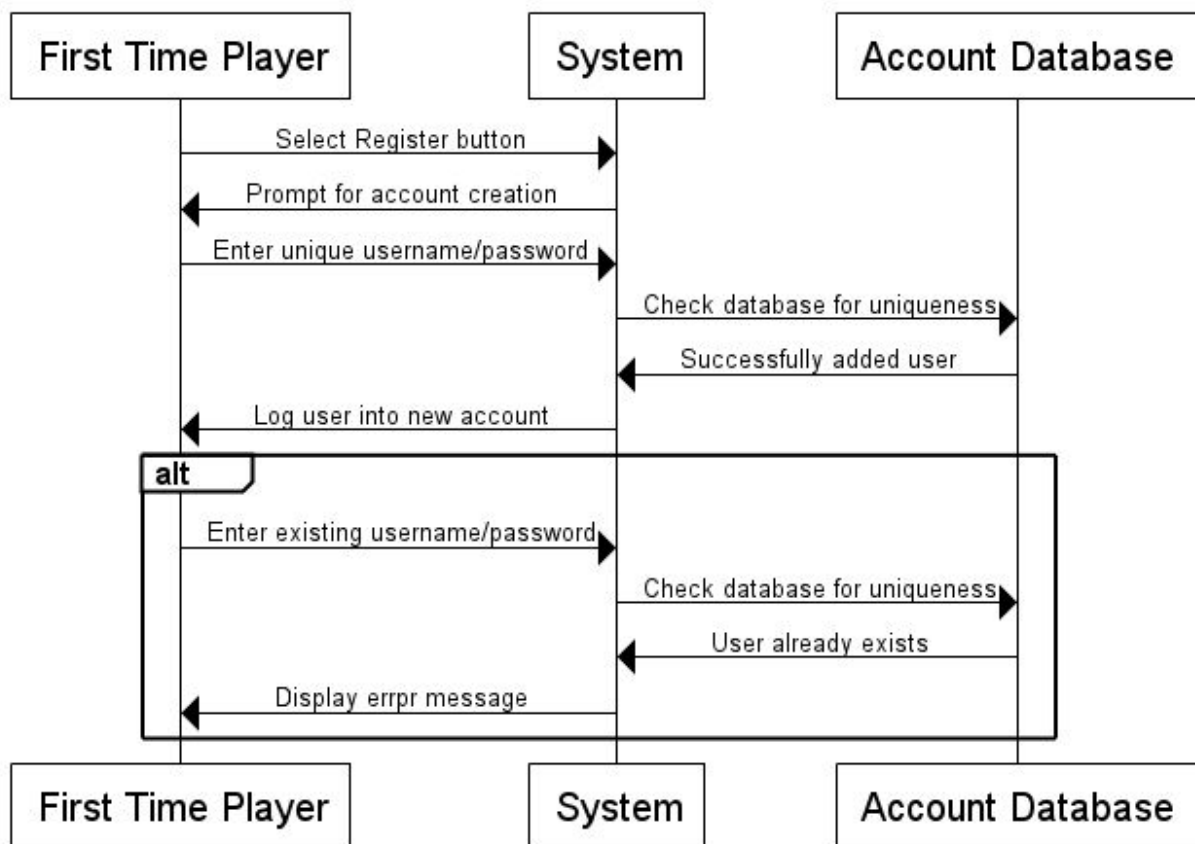 First Time Player
System
Account Database
Select Register button
Prompt for account creation
Enter unique username/password
Check database for uniqueness
Successfully added user
Log user into new account
alt
Enter existing username/password
Check database for uniqueness
User already exists
Display errpr message
First Time Player
System
Account Database